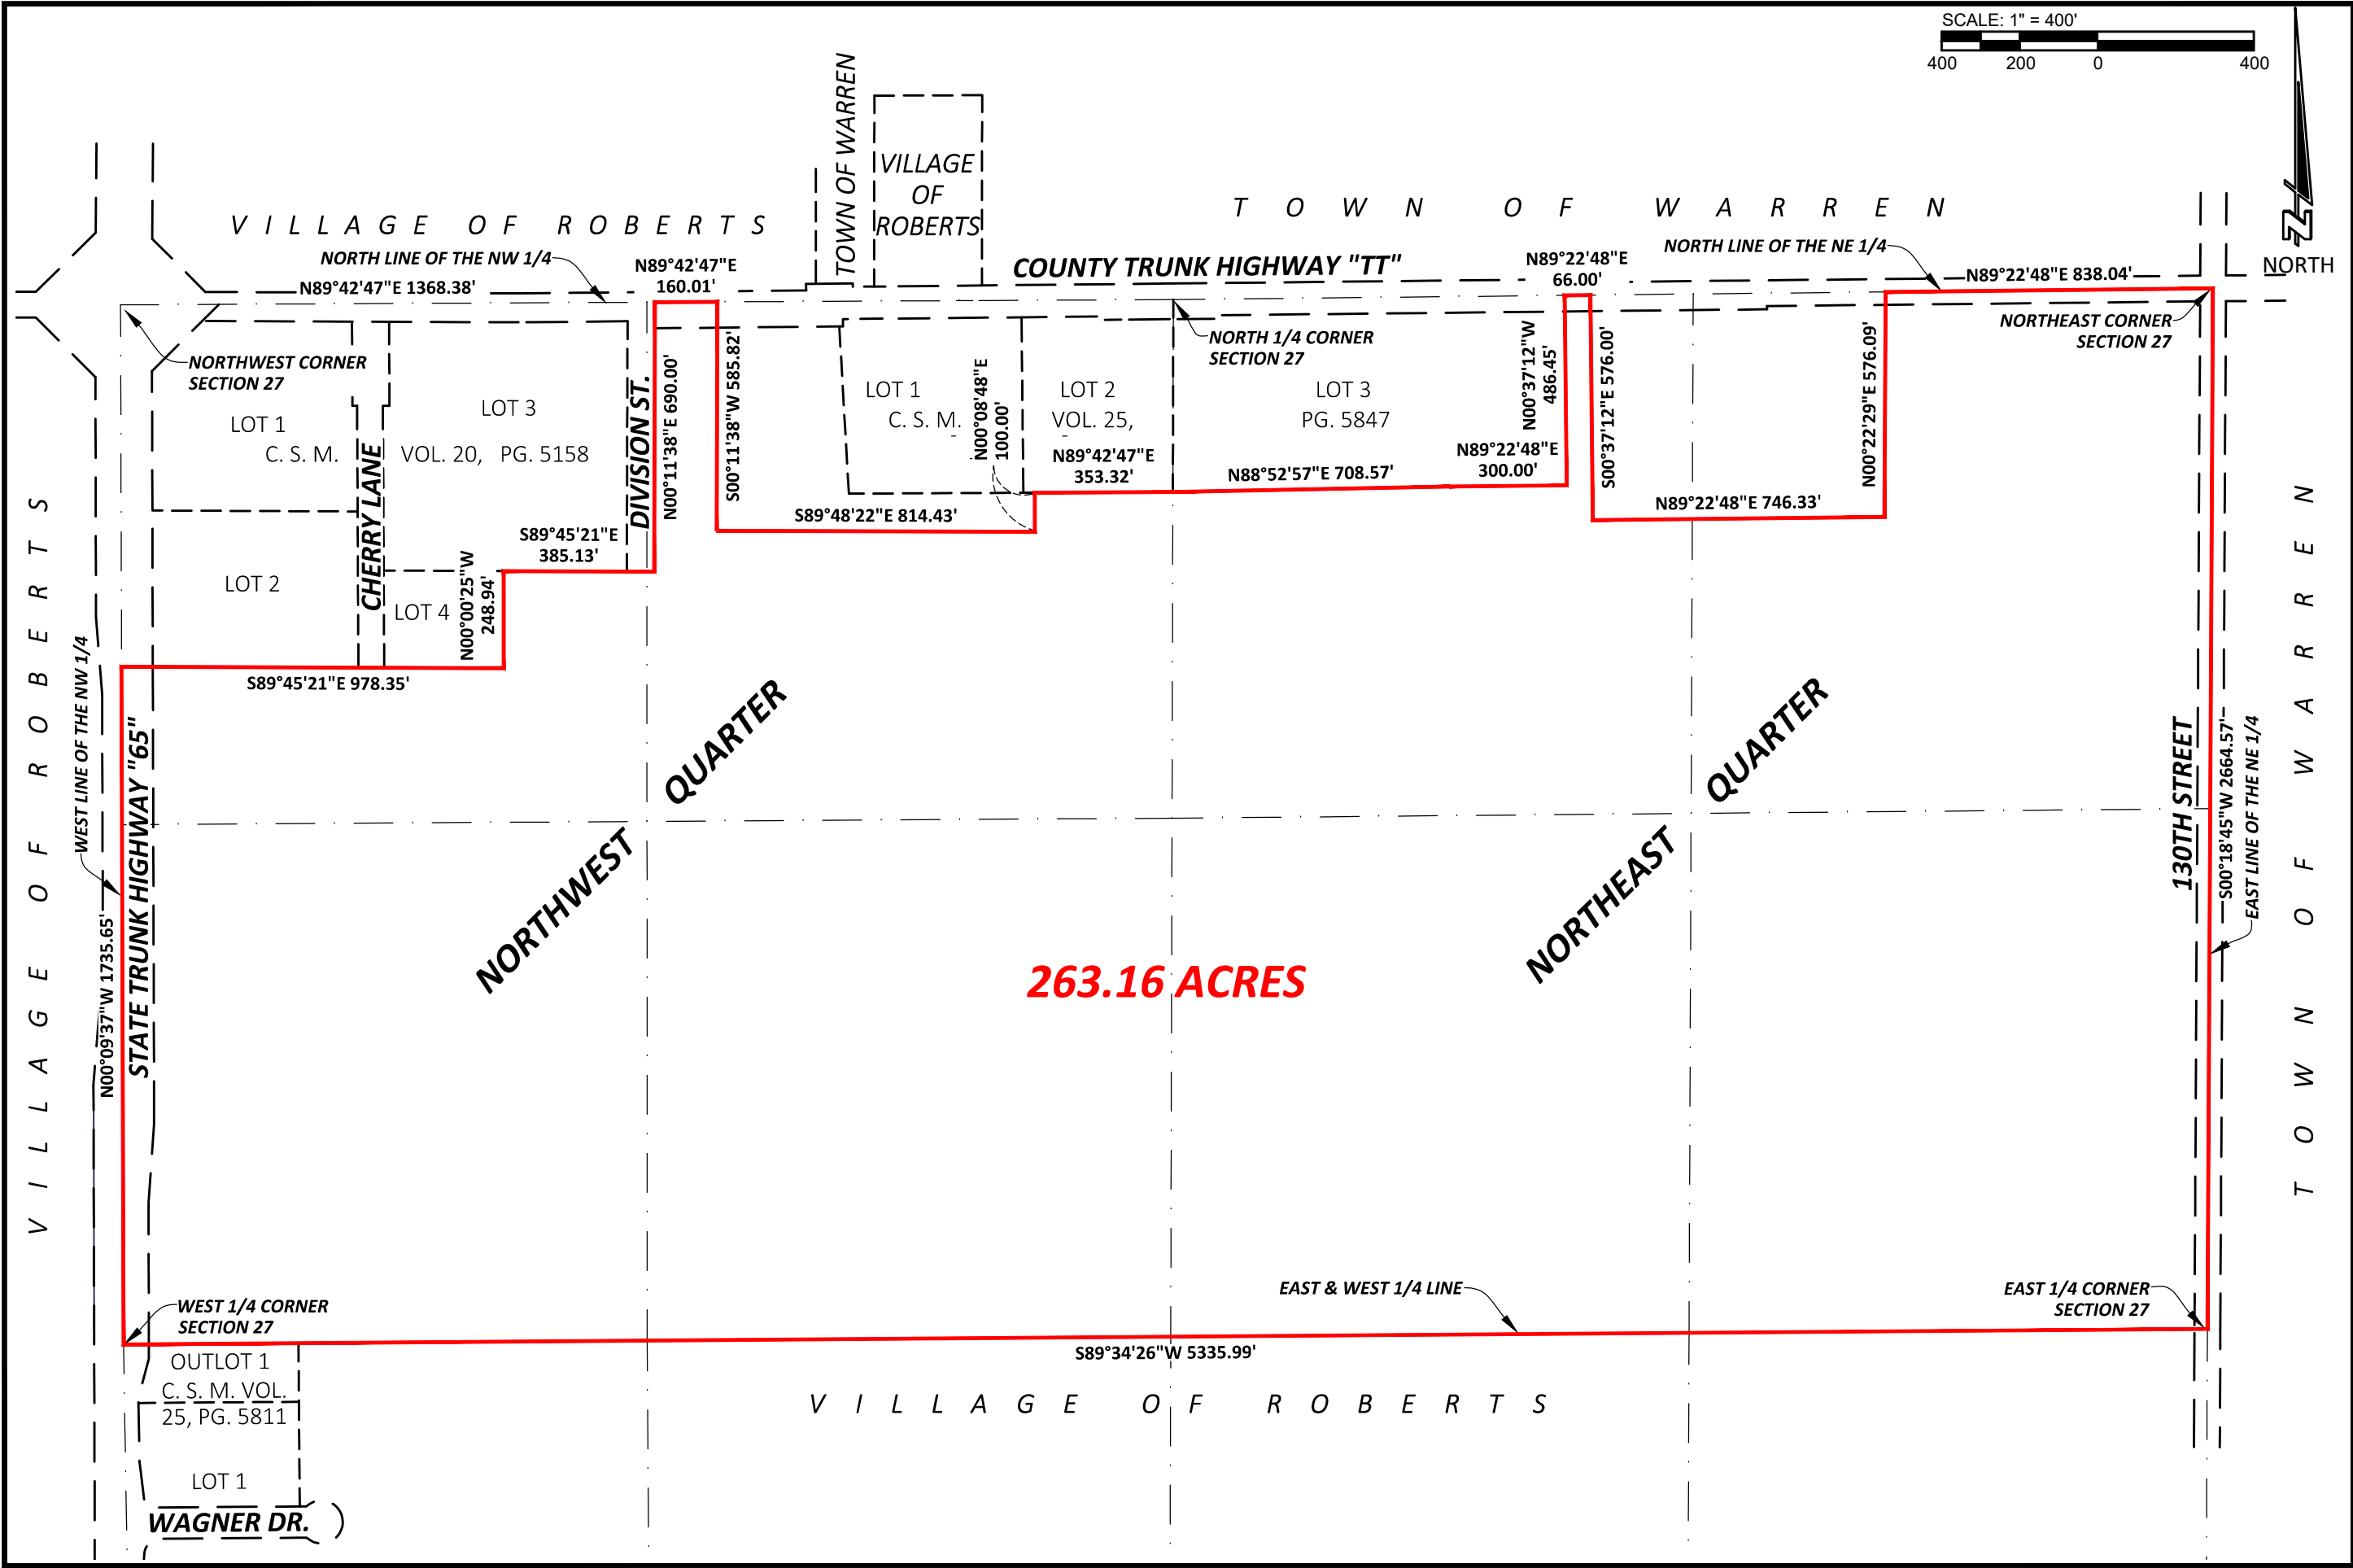 SCALE: 1" = 400'
400 200 0 400
NORTH
TOWN OF WARREN
VILLAGE
OF
ROBERTS
VILLAGE OF ROBERTS
TOWN OF WARREN
NORTH LINE OF THE NW 1/4
N89°42'47"E 1368.38'
N89°42'47"E
160.01'
COUNTY TRUNK HIGHWAY "TT"
N89°22'48"E
66.00'
NORTH LINE OF THE NE 1/4
N89°22'48"E 838.04'
NORTHWEST CORNER
SECTION 27
NORTH 1/4 CORNER
SECTION 27
NORTHEAST CORNER
SECTION 27
LOT 1
C. S. M.
CHERRY LANE
LOT 3
VOL. 20, PG. 5158
DIVISION ST.
N00°11'38"E 690.00'
S00°11'38"W 585.82'
LOT 1
C. S. M.
N00°08'48"E
100.00'
LOT 2
VOL. 25,
N89°42'47"E
353.32'
LOT 3
PG. 5847
N88°52'57"E 708.57'
N89°22'48"E
300.00'
N00°37'12"W
486.45'
S00°37'12"E 576.00'
N00°22'29"E 576.09'
N89°22'48"E 746.33'
S89°48'22"E 814.43'
S89°45'21"E
385.13'
LOT 2
LOT 4
N00°00'25"W
248.94'
S89°45'21"E 978.35'
VILLAGE OF ROBERTS
WEST LINE OF THE NW 1/4
N00°09'37"W 1735.65'
STATE TRUNK HIGHWAY "65"
NORTHWEST QUARTER
NORTHEAST QUARTER
263.16 ACRES
130TH STREET
S00°18'45"W 2664.57'
EAST LINE OF THE NE 1/4
TOWN OF WARREN
WEST 1/4 CORNER
SECTION 27
EAST & WEST 1/4 LINE
EAST 1/4 CORNER
SECTION 27
S89°34'26"W 5335.99'
VILLAGE OF ROBERTS
OUTLOT 1
C. S. M. VOL.
25, PG. 5811
LOT 1
WAGNER DR.